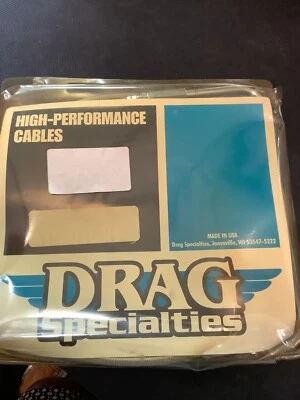 HIGH-PERFORMANCE
CABLES
MADE IN USA
Drag Specialties, Janesville, WI 53547-5222
DRAG
Specialties